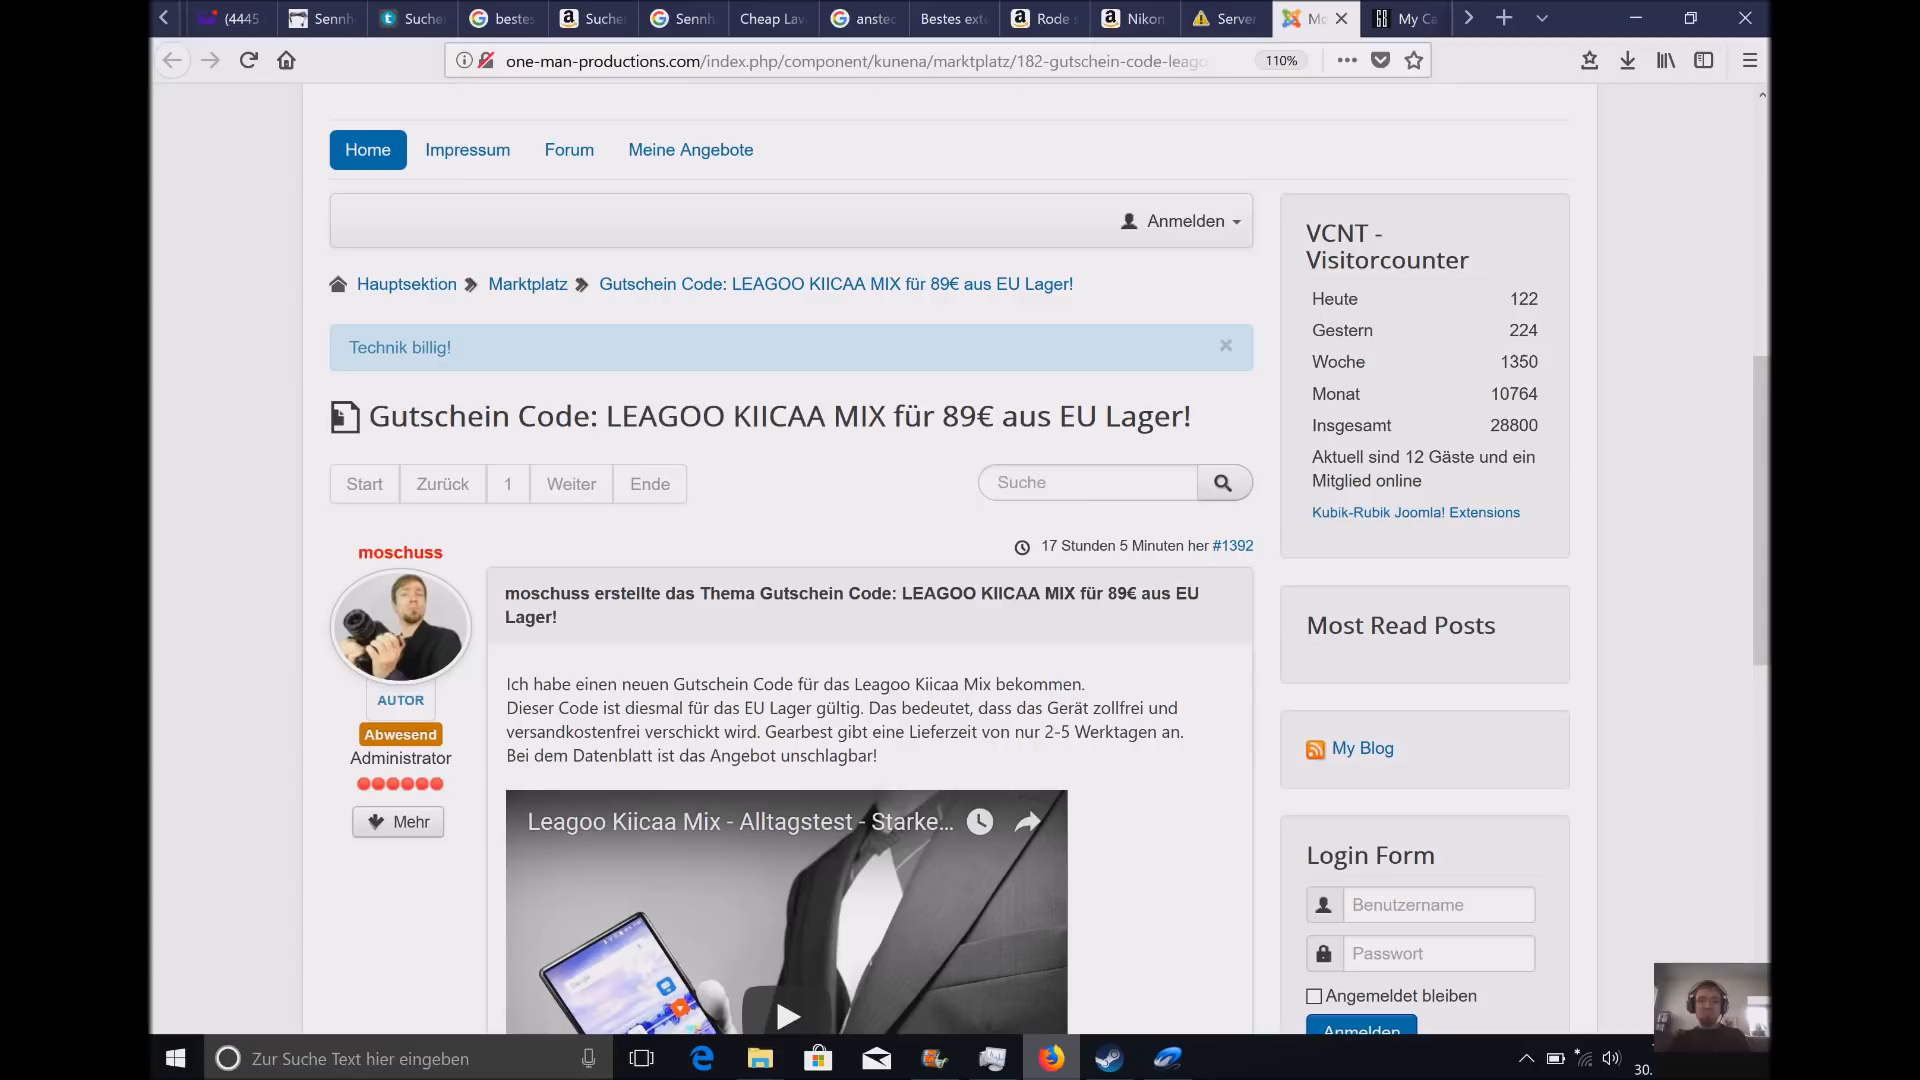 (4445
Sennh
Suche
bestes
Suche
Sennh
Cheap Lav
anste
Bestes ext
Rode s
Nikon
Server
Mo
My Ca
one-man-productions.com/index.php/component/kunena/marktplatz/182-gutschein-code-leago
110%
Home
Impressum
Forum
Meine Angebote
Anmelden
Hauptsektion
Marktplatz
Gutschein Code: LEAGOO KIICAA MIX für 89€ aus EU Lager!
Technik billig!
Gutschein Code: LEAGOO KIICAA MIX für 89€ aus EU Lager!
Start
Zurück
1
Weiter
Ende
Suche
moschuss
17 Stunden 5 Minuten her #1392
AUTOR
Abwesend
Administrator
Mehr
moschuss erstellte das Thema Gutschein Code: LEAGOO KIICAA MIX für 89€ aus EU
Lager!
Ich habe einen neuen Gutschein Code für das Leagoo Kiicaa Mix bekommen.
Dieser Code ist diesmal für das EU Lager gültig. Das bedeutet, dass das Gerät zollfrei und
versandkostenfrei verschickt wird. Gearbest gibt eine Lieferzeit von nur 2-5 Werktagen an.
Bei dem Datenblatt ist das Angebot unschlagbar!
Leagoo Kiicaa Mix - Alltagstest - Starke...
VCNT -
Visitorcounter
Heute 122
Gestern 224
Woche 1350
Monat 10764
Insgesamt 28800
Aktuell sind 12 Gäste und ein
Mitglied online
Kubik-Rubik Joomla! Extensions
Most Read Posts
My Blog
Login Form
Benutzername
Passwort
Angemeldet bleiben
Anmelden
Zur Suche Text hier eingeben
30.